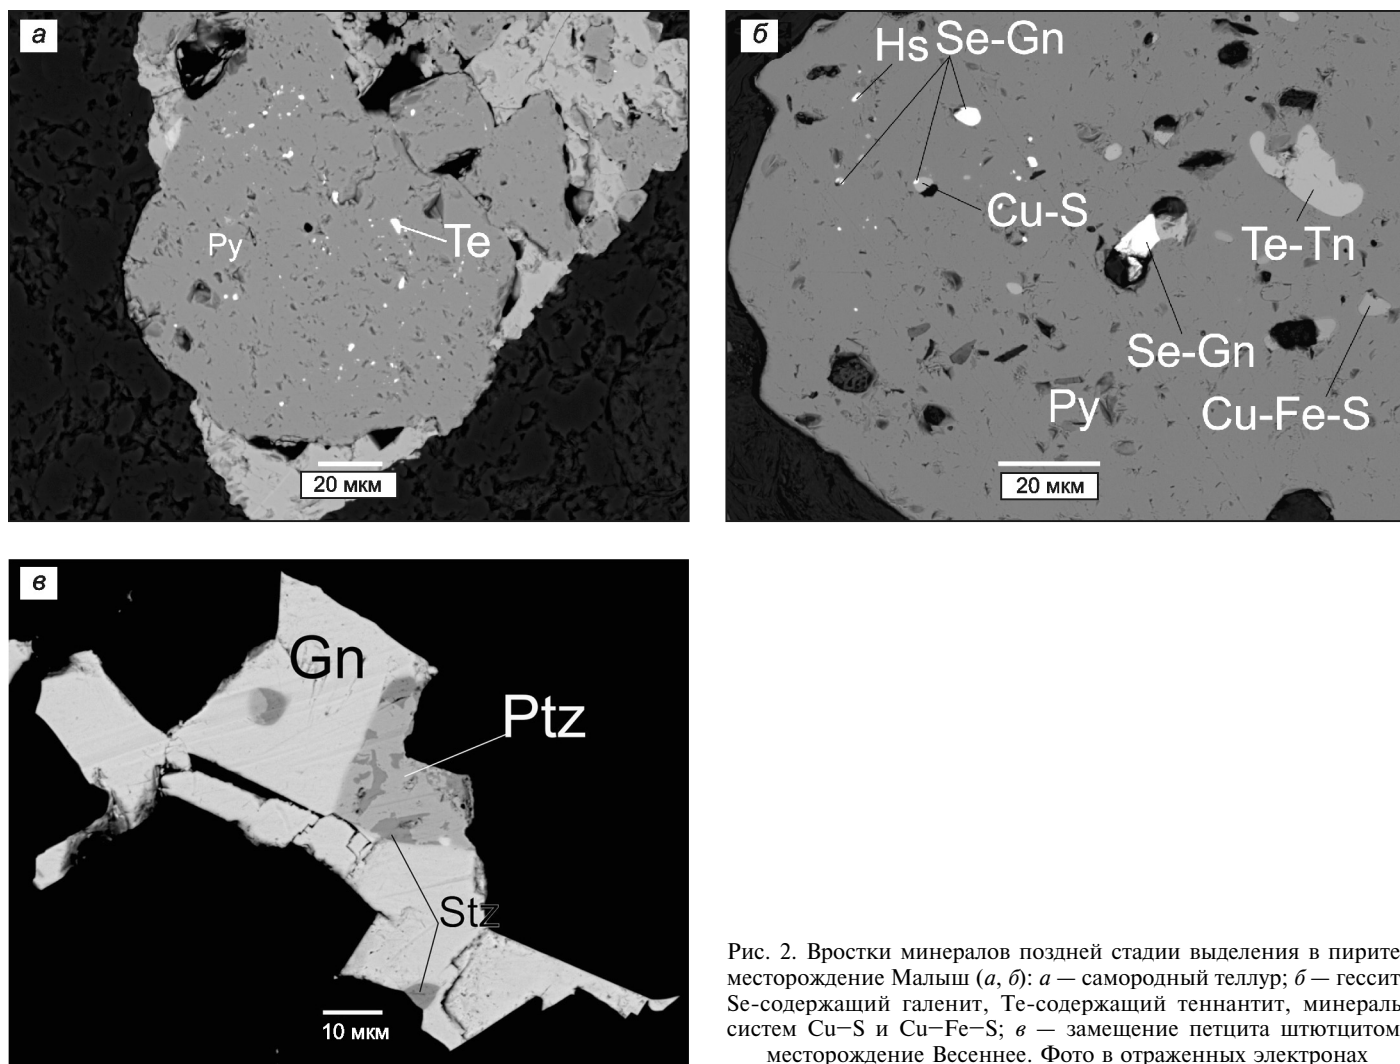 а
Py
Te
20 мкм
б
Hs Se-Gn
Cu-S
Te-Tn
Se-Gn
Py
Cu-Fe-S
20 мкм
в
Gn
Ptz
Stz
10 мкм
Рис. 2. Вростки минералов поздней стадии выделения в пирите
месторождение Малыш (а, б): а — самородный теллур; б — гессит
Se-содержащий галенит, Te-содержащий теннантит, минераль
систем Cu–S и Cu–Fe–S; в — замещение петцита штютцитом
месторождение Весеннее. Фото в отраженных электронах